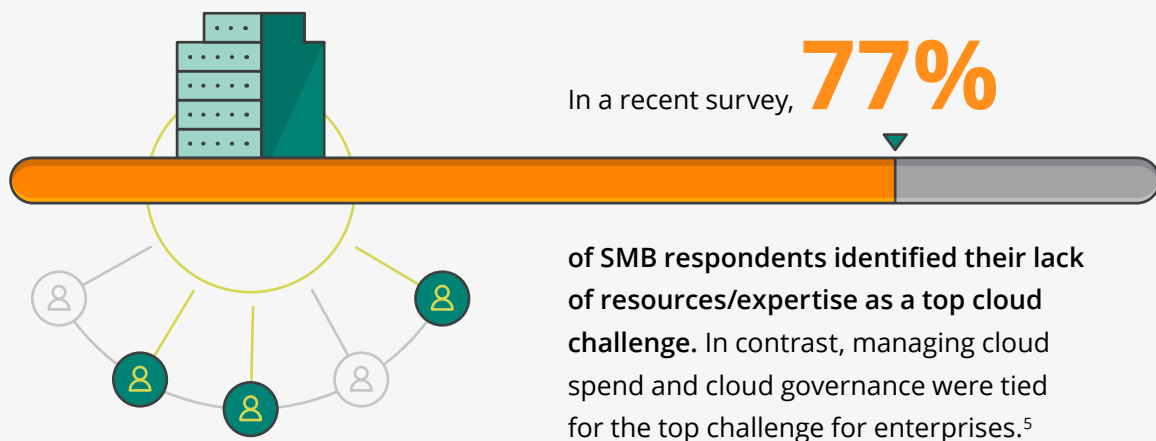 In a recent survey, 77%
of SMB respondents identified their lack
of resources/expertise as a top cloud
challenge. In contrast, managing cloud
spend and cloud governance were tied
for the top challenge for enterprises.⁵